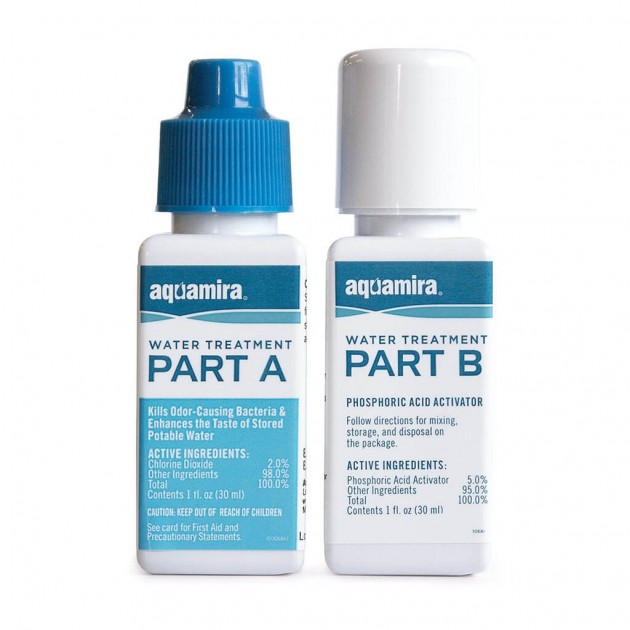 aquamira®
WATER TREATMENT
PART A
Kills Odor-Causing Bacteria &
Enhances the Taste of Stored
Potable Water
ACTIVE INGREDIENTS:
Chlorine Dioxide 2.0%
Other Ingredients 98.0%
Total 100.0%
Contents 1 fl. oz (30 ml)
CAUTION: KEEP OUT OF REACH OF CHILDREN
See card for First Aid and
Precautionary Statements.
aquamira®
WATER TREATMENT
PART B
PHOSPHORIC ACID ACTIVATOR
Follow directions for mixing,
storage, and disposal on
the package.
ACTIVE INGREDIENTS:
Phosphoric Acid Activator 5.0%
Other Ingredients 95.0%
Total 100.0%
Contents 1 fl. oz (30 ml)